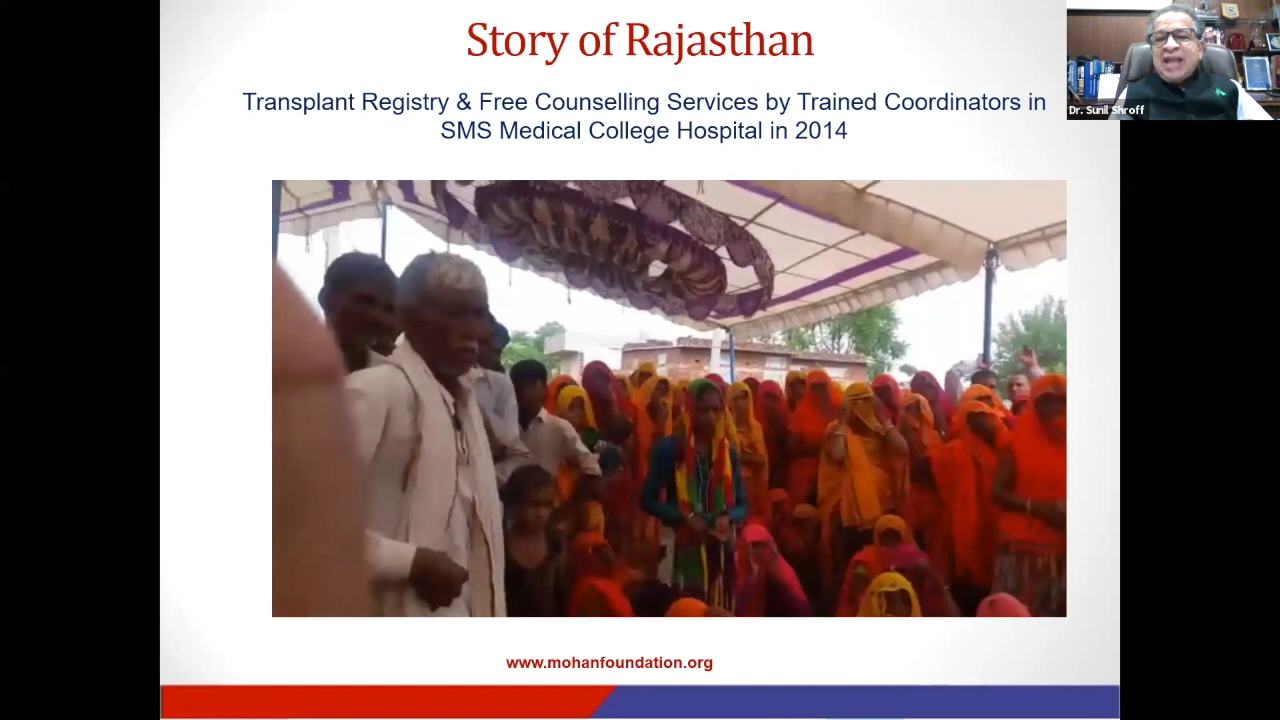 Story of Rajasthan
Transplant Registry & Free Counselling Services by Trained Coordinators in
SMS Medical College Hospital in 2014
Dr. Sunil Shroff
www.mohanfoundation.org